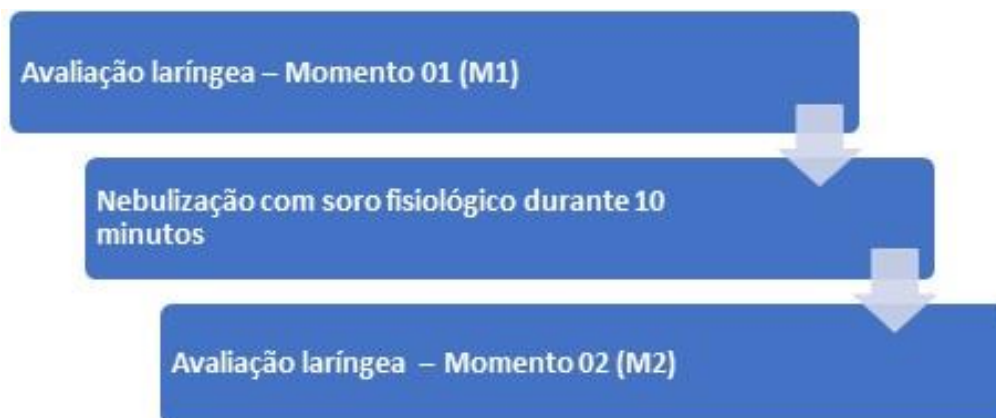 Avaliação laríngea – Momento 01 (M1)
Nebulização com soro fisiológico durante 10
minutos
Avaliação laríngea – Momento 02 (M2)